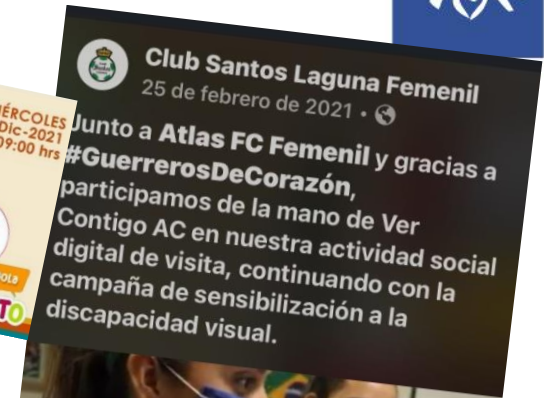 Club Santos Laguna Femenil
25 de febrero de 2021 •
Junto a Atlas FC Femenil y gracias a
#GuerrerosDeCorazón,
participamos de la mano de Ver
Contigo AC en nuestra actividad social
digital de visita, continuando con la
campaña de sensibilización a la
discapacidad visual.
ÉRCOLES
Dic-2021
09:00 hrs
TO